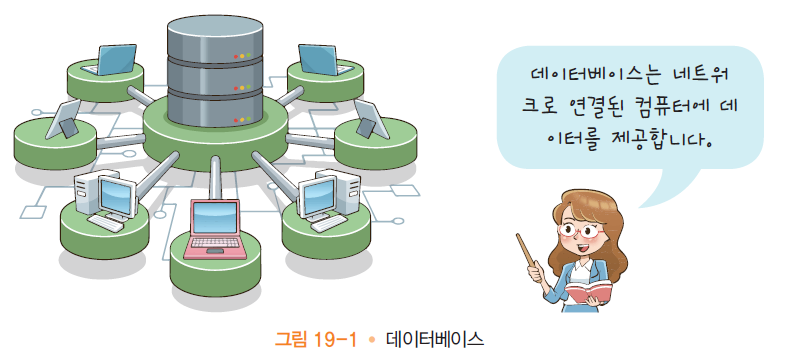 데이터베이스는 네트워
크로 연결된 컴퓨터에 데
이터를 제공합니다.
그림 19-1 • 데이터베이스